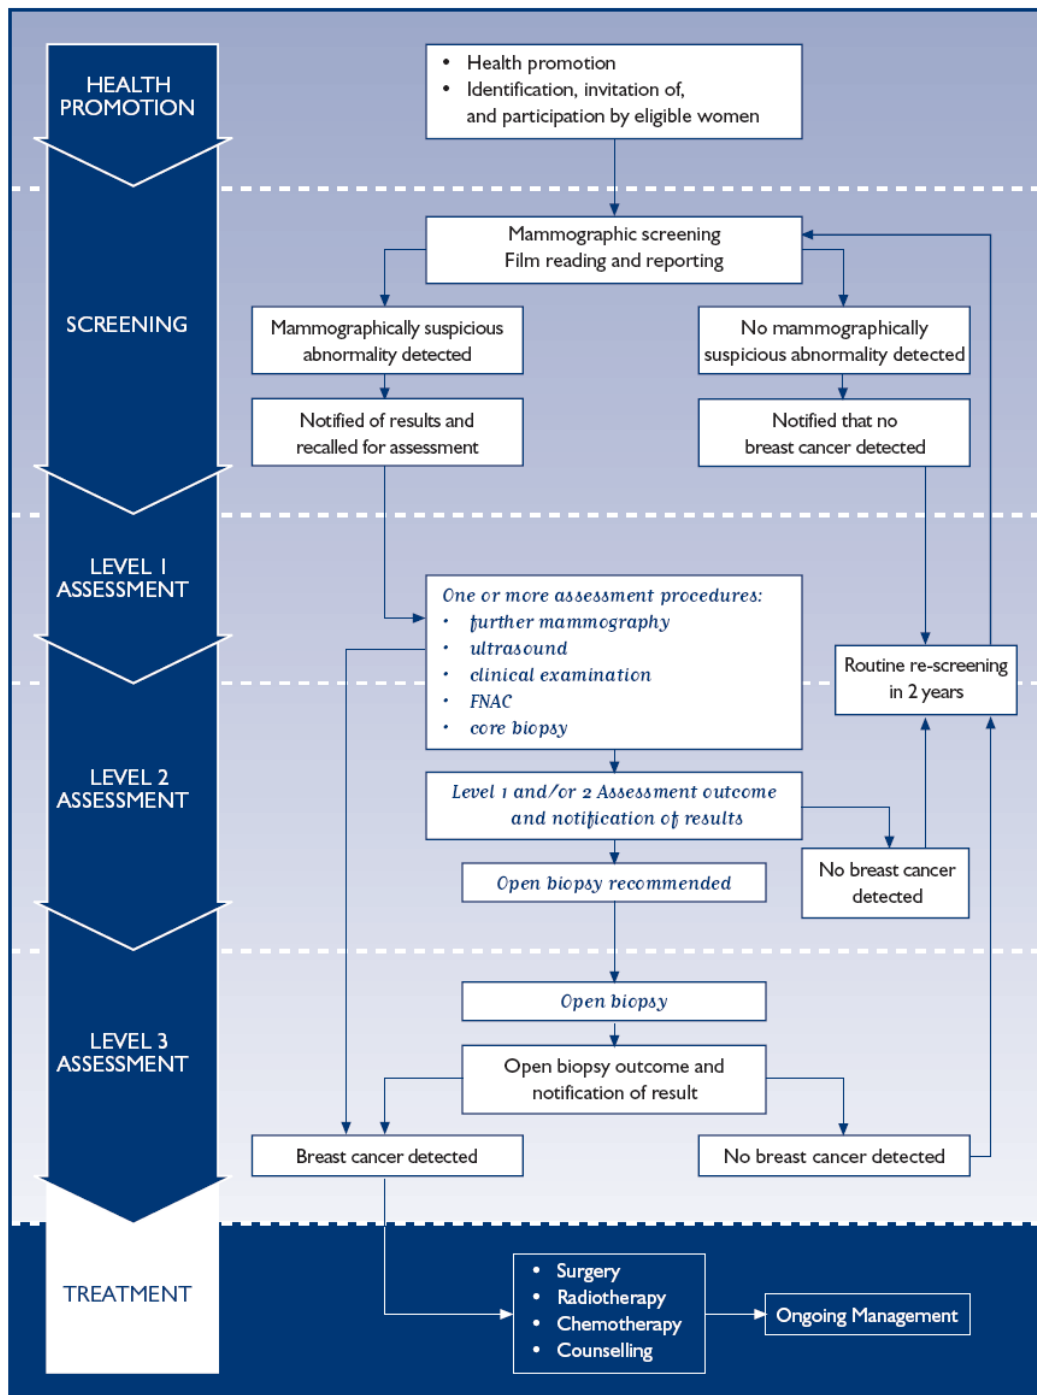 HEALTH
PROMOTION
• Health promotion
• Identification, invitation of,
and participation by eligible women
SCREENING
Mammographic screening
Film reading and reporting
Mammographically suspicious
abnormality detected
No mammographically
suspicious abnormality detected
Notified of results and
recalled for assessment
Notified that no
breast cancer detected
LEVEL 1
ASSESSMENT
One or more assessment procedures:
• further mammography
• ultrasound
• clinical examination
• FNAC
• core biopsy
Routine re-screening
in 2 years
LEVEL 2
ASSESSMENT
Level 1 and/or 2 Assessment outcome
and notification of results
No breast cancer
detected
Open biopsy recommended
LEVEL 3
ASSESSMENT
Open biopsy
Open biopsy outcome and
notification of result
Breast cancer detected
No breast cancer detected
TREATMENT
• Surgery
• Radiotherapy
• Chemotherapy
• Counselling
Ongoing Management